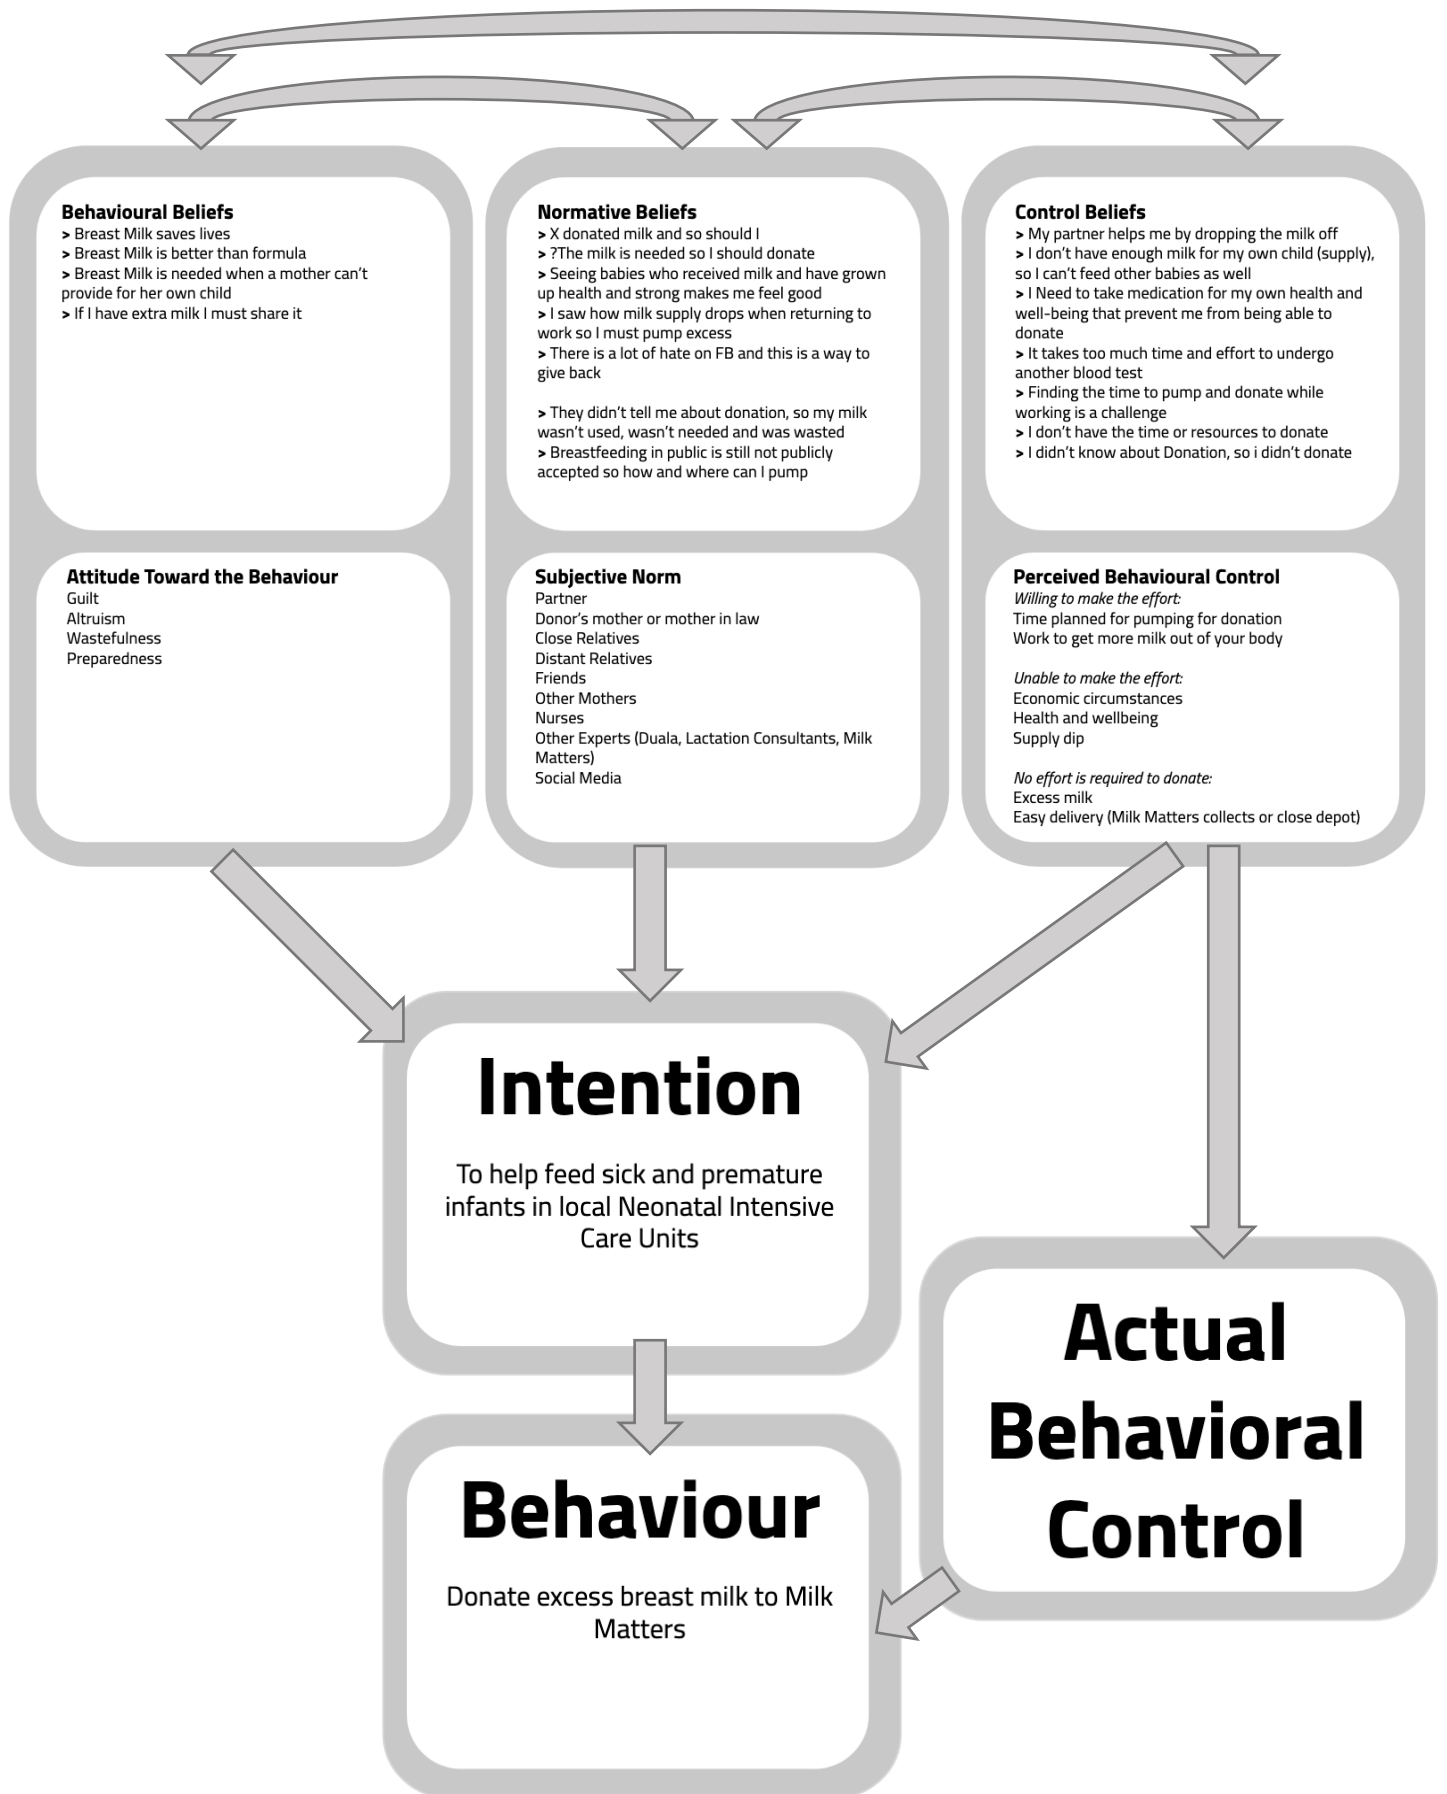 Behavioural Beliefs
> Breast Milk saves lives
> Breast Milk is better than formula
> Breast Milk is needed when a mother can't
provide for her own child
> If I have extra milk I must share it
Normative Beliefs
> X donated milk and so should I
> ?The milk is needed so I should donate
> Seeing babies who received milk and have grown
up health and strong makes me feel good
> I saw how milk supply drops when returning to
work so I must pump excess
> There is a lot of hate on FB and this is a way to
give back
> They didn't tell me about donation, so my milk
wasn't used, wasn't needed and was wasted
> Breastfeeding in public is still not publicly
accepted so how and where can I pump
Control Beliefs
> My partner helps me by dropping the milk off
> I don't have enough milk for my own child (supply),
so I can't feed other babies as well
> I Need to take medication for my own health and
well-being that prevent me from being able to
donate
> It takes too much time and effort to undergo
another blood test
> Finding the time to pump and donate while
working is a challenge
> I don't have the time or resources to donate
> I didn't know about Donation, so i didn't donate
Attitude Toward the Behaviour
Guilt
Altruism
Wastefulness
Preparedness
Subjective Norm
Partner
Donor's mother or mother in law
Close Relatives
Distant Relatives
Friends
Other Mothers
Nurses
Other Experts (Duala, Lactation Consultants, Milk
Matters)
Social Media
Perceived Behavioural Control
Willing to make the effort:
Time planned for pumping for donation
Work to get more milk out of your body
Unable to make the effort:
Economic circumstances
Health and wellbeing
Supply dip
No effort is required to donate:
Excess milk
Easy delivery (Milk Matters collects or close depot)
Intention
To help feed sick and premature
infants in local Neonatal Intensive
Care Units
Actual
Behavioral
Control
Behaviour
Donate excess breast milk to Milk
Matters